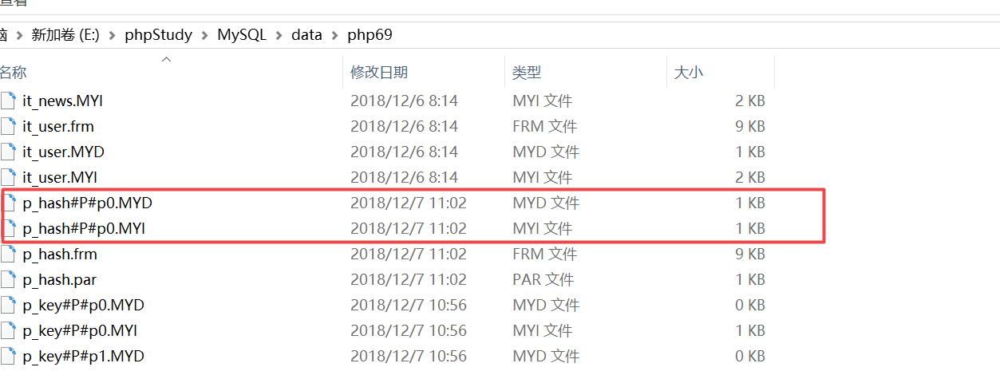 查看
脑 > 新加卷 (E:) > phpStudy > MySQL > data > php69
名称 修改日期 类型 大小
it_news.MYI 2018/12/6 8:14 MYI 文件 2 KB
it_user.frm 2018/12/6 8:14 FRM 文件 9 KB
it_user.MYD 2018/12/6 8:14 MYD 文件 1 KB
it_user.MYI 2018/12/6 8:14 MYI 文件 2 KB
p_hash#P#p0.MYD 2018/12/7 11:02 MYD 文件 1 KB
p_hash#P#p0.MYI 2018/12/7 11:02 MYI 文件 1 KB
p_hash.frm 2018/12/7 11:02 FRM 文件 9 KB
p_hash.par 2018/12/7 11:02 PAR 文件 1 KB
p_key#P#p0.MYD 2018/12/7 10:56 MYD 文件 0 KB
p_key#P#p0.MYI 2018/12/7 10:56 MYI 文件 1 KB
p_key#P#p1.MYD 2018/12/7 10:56 MYD 文件 0 KB